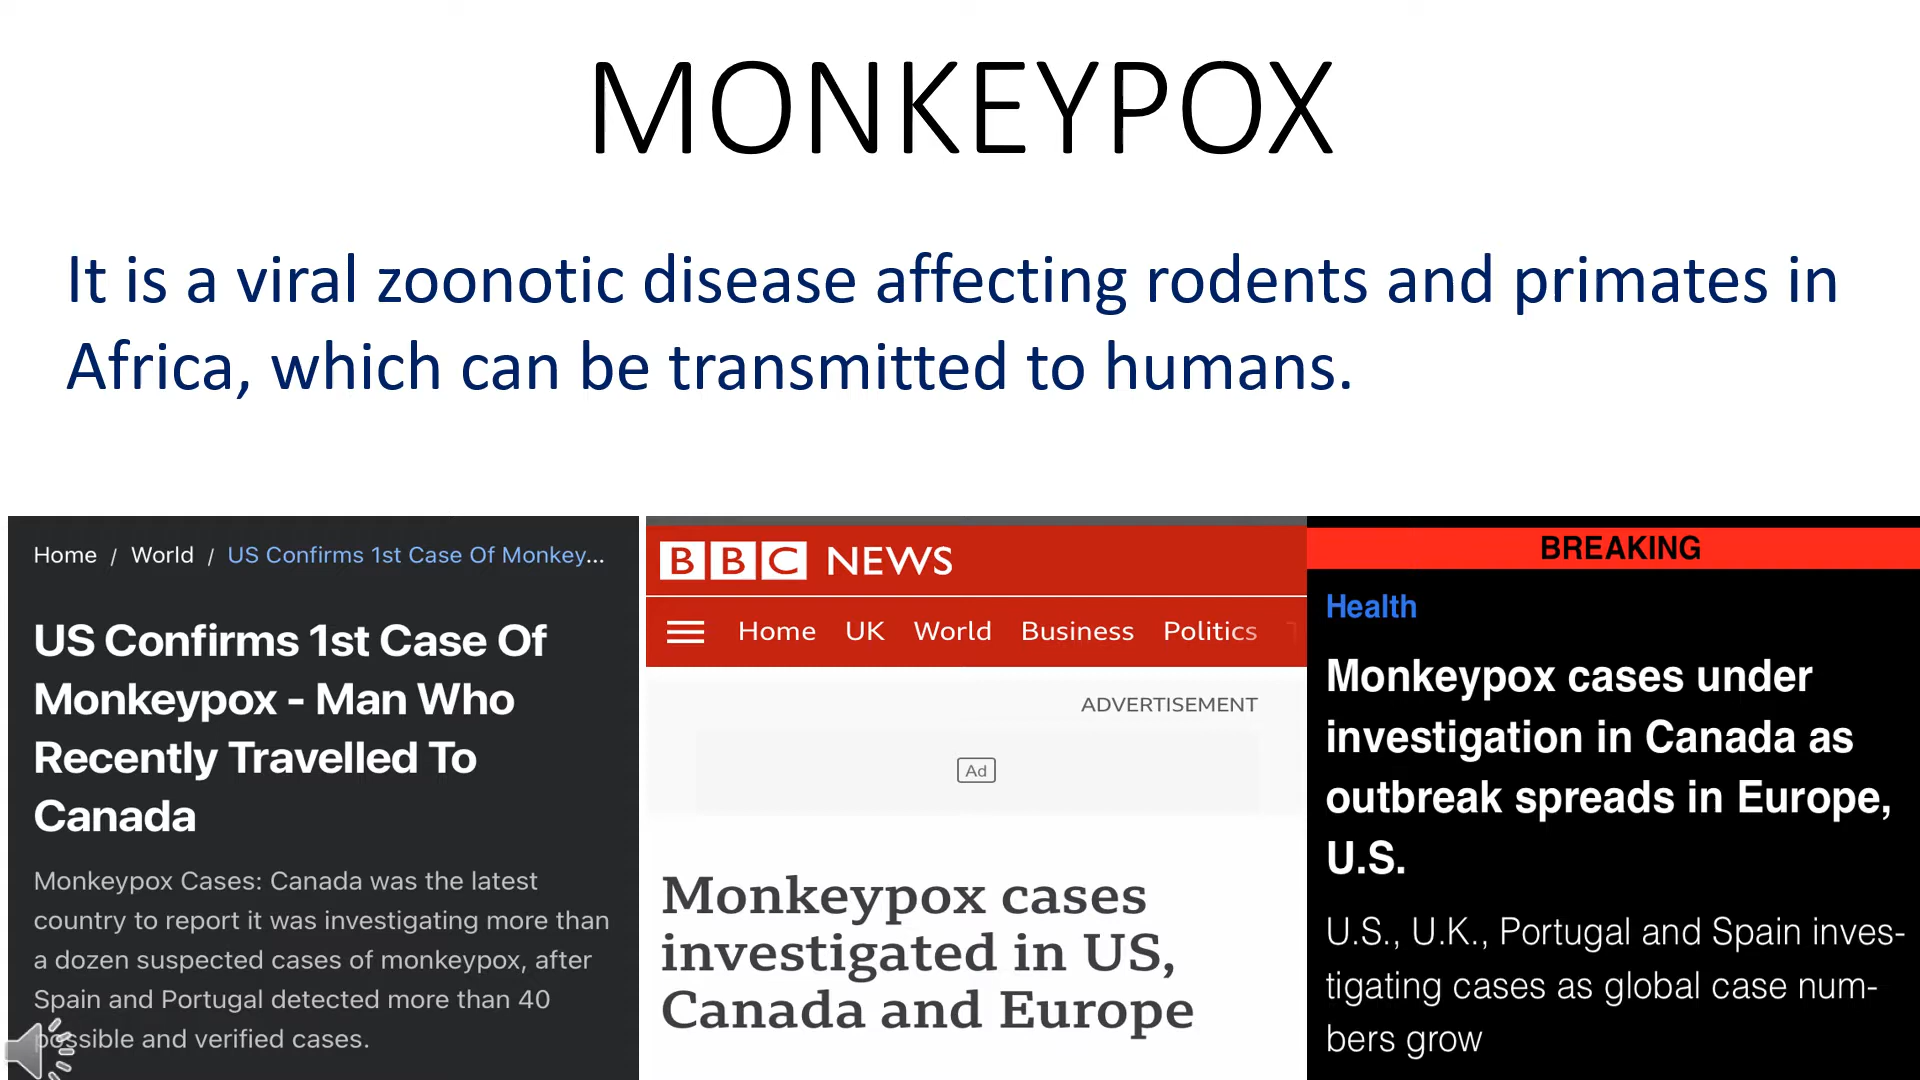 MONKEYPOX
It is a viral zoonotic disease affecting rodents and primates in
Africa, which can be transmitted to humans.
Home / World / US Confirms 1st Case Of Monkey...
US Confirms 1st Case Of
Monkeypox - Man Who
Recently Travelled To
Canada
Monkeypox Cases: Canada was the latest
country to report it was investigating more than
a dozen suspected cases of monkeypox, after
Spain and Portugal detected more than 40
possible and verified cases.
BBC NEWS
Home UK World Business Politics
ADVERTISEMENT
Ad
Monkeypox cases
investigated in US,
Canada and Europe
BREAKING
Health
Monkeypox cases under
investigation in Canada as
outbreak spreads in Europe,
U.S.
U.S., U.K., Portugal and Spain inves-
tigating cases as global case num-
bers grow